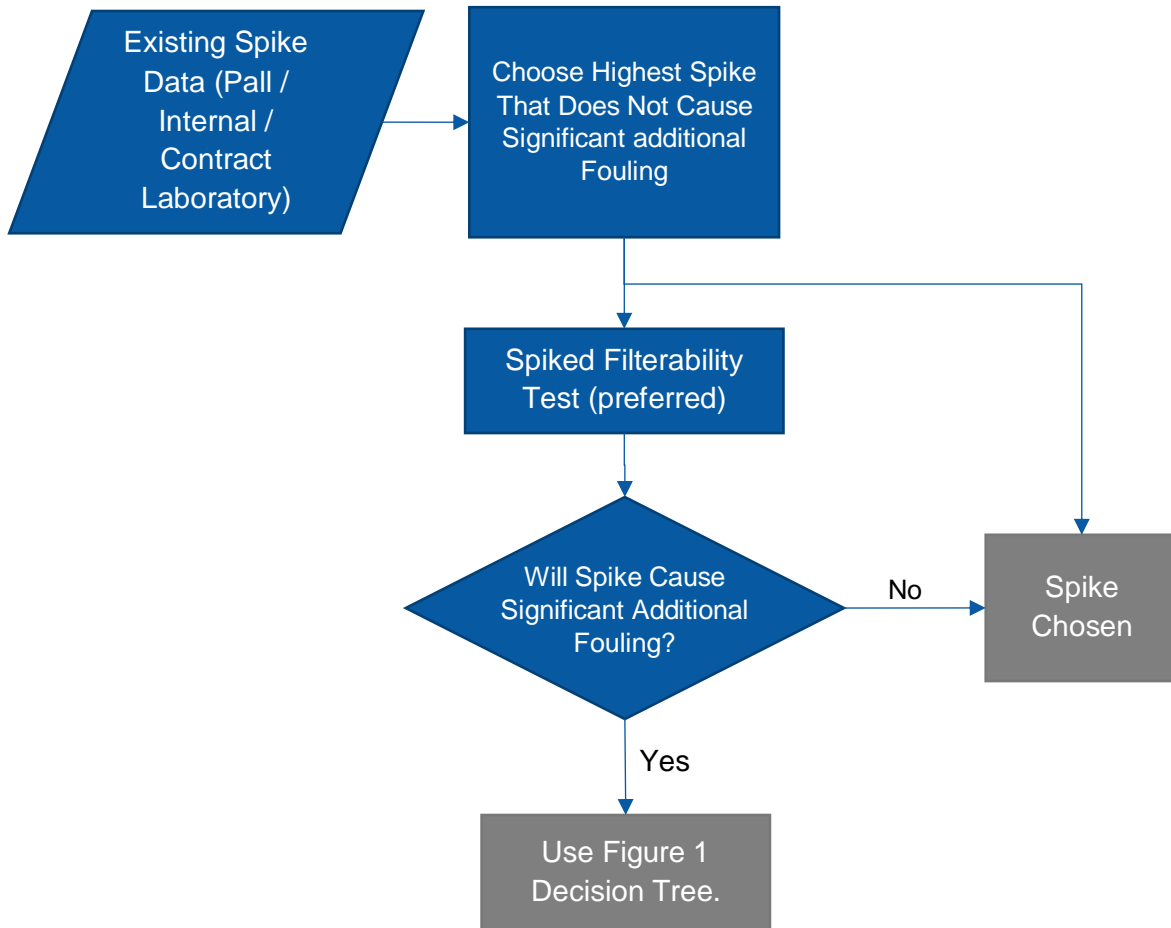 Existing Spike
Data (Pall /
Internal /
Contract
Laboratory)
Choose Highest Spike
That Does Not Cause
Significant additional
Fouling
Spiked Filterability
Test (preferred)
Will Spike Cause
Significant Additional
Fouling?
No
Spike
Chosen
Yes
Use Figure 1
Decision Tree.